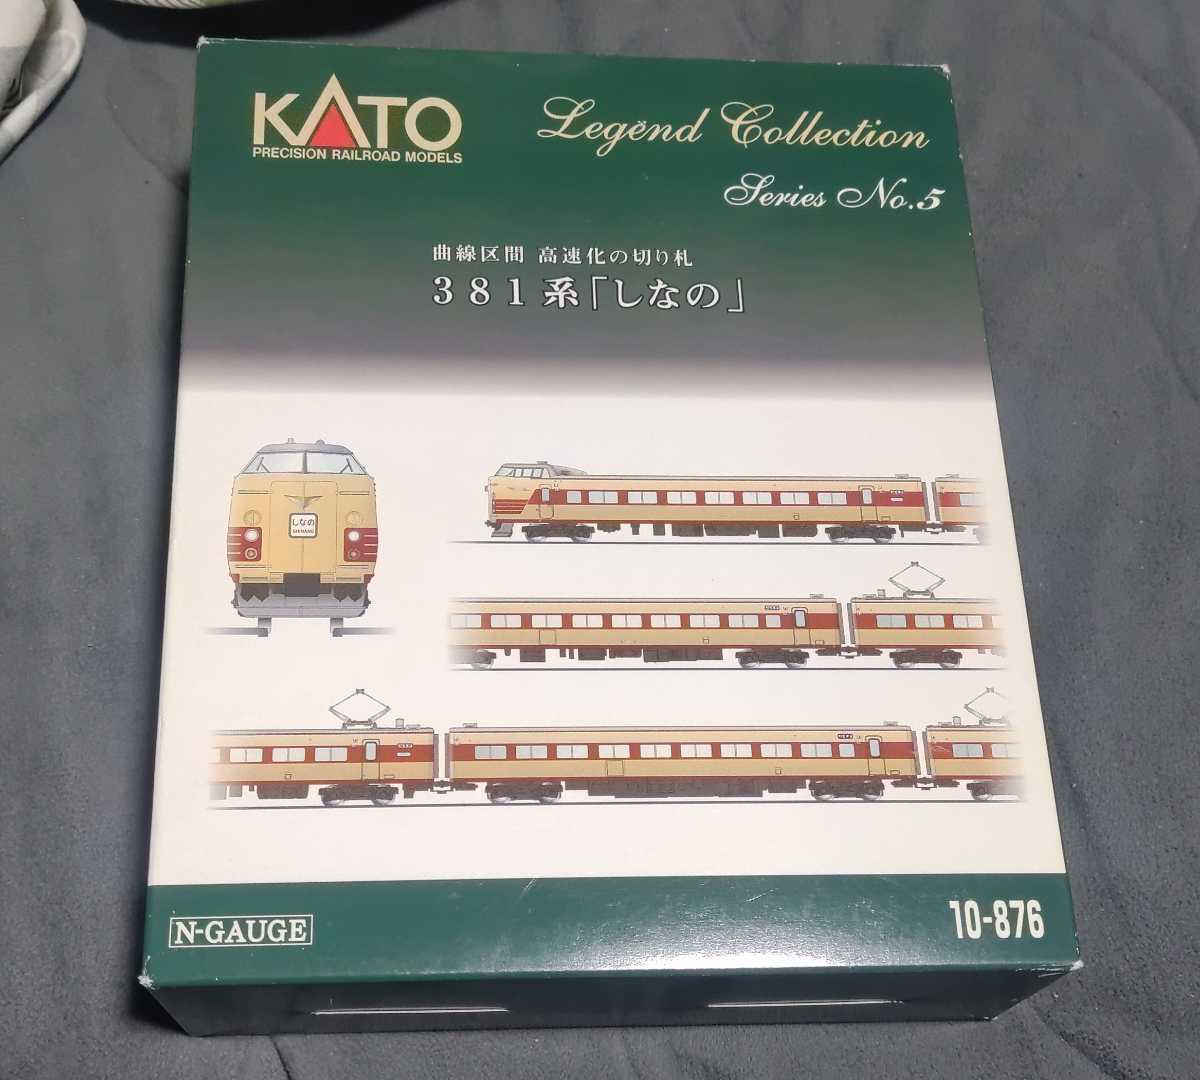 KATO
PRECISION RAILROAD MODELS
Legend Collection
Series No.5
曲線区間 高速化の切り札
381系「しなの」
しなの
SHINANO
N-GAUGE
10-876